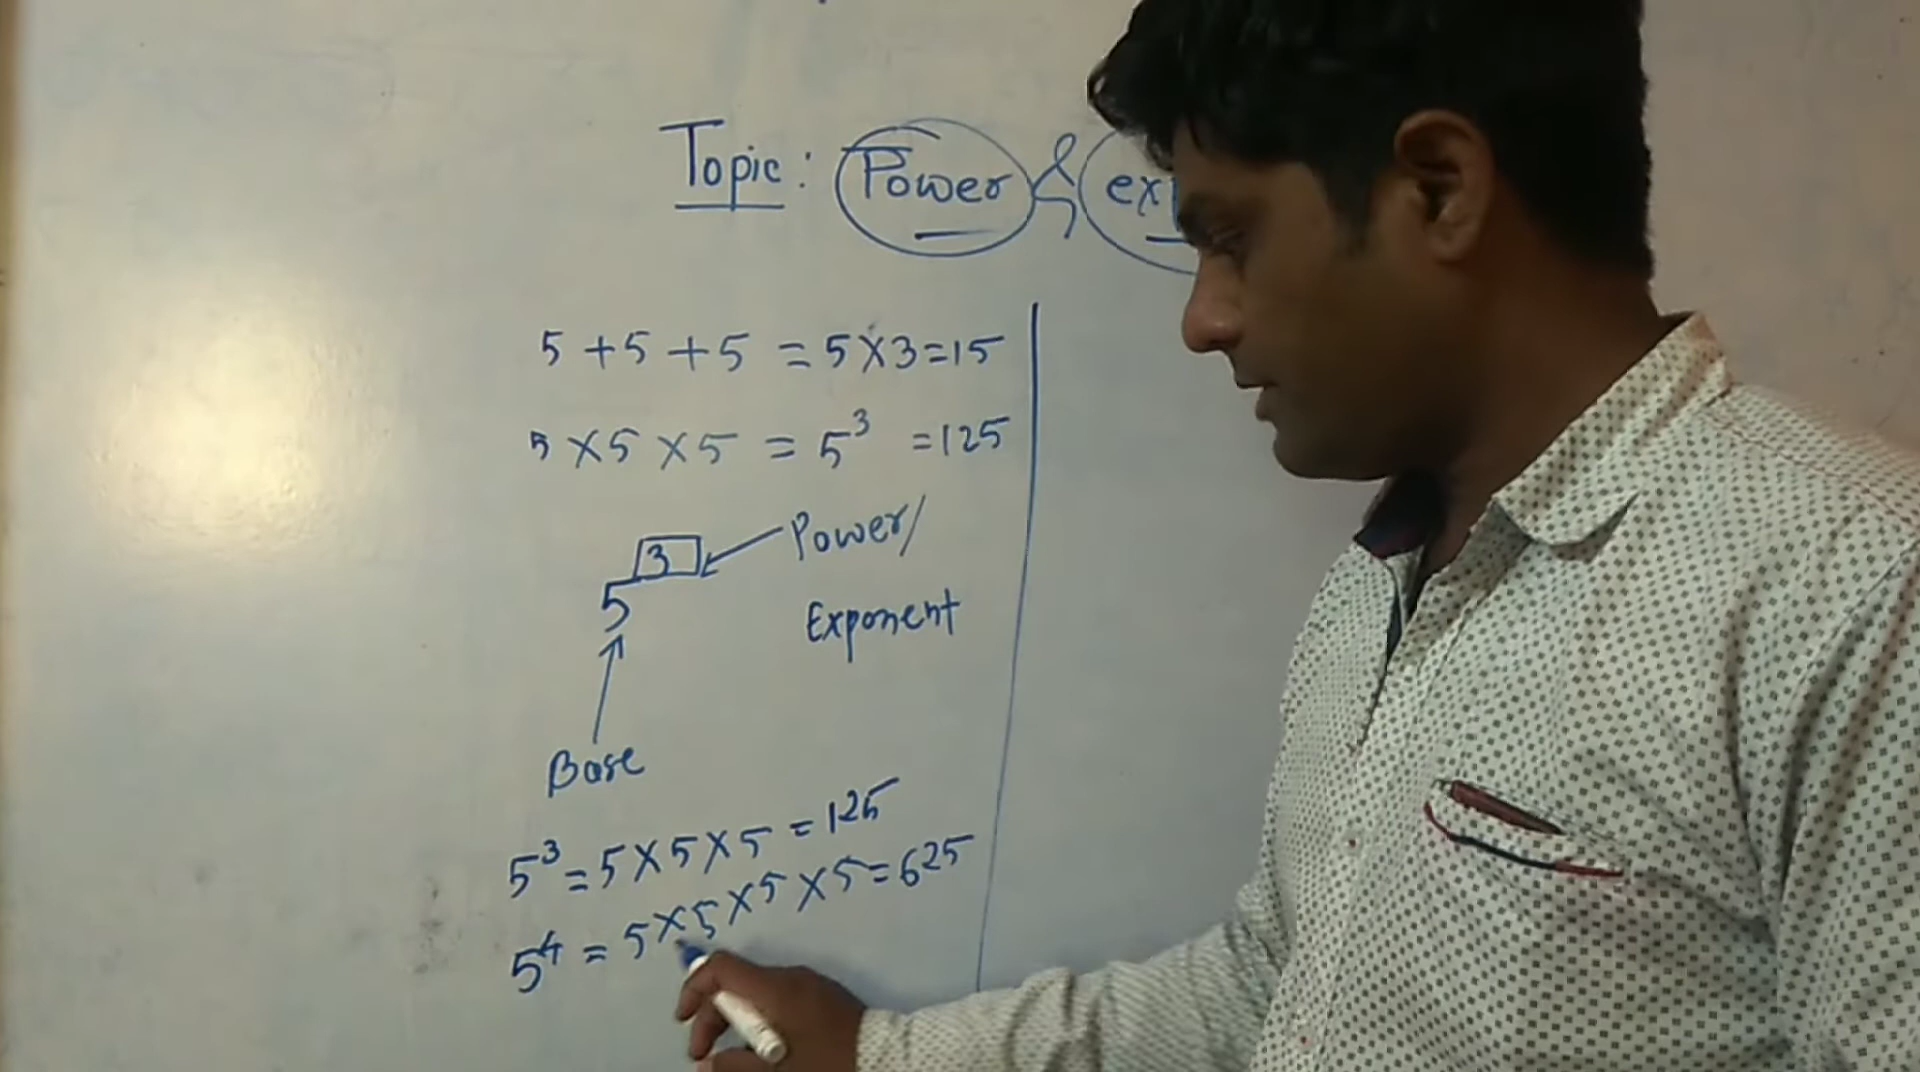 Topic: Power & exp
5 + 5 + 5 = 5 × 3 = 15
5 × 5 × 5 = 5³ = 125
3 Power/
5 Exponent
Base
5³ = 5 × 5 × 5 = 125
5⁴ = 5 × 5 × 5 × 5 = 625